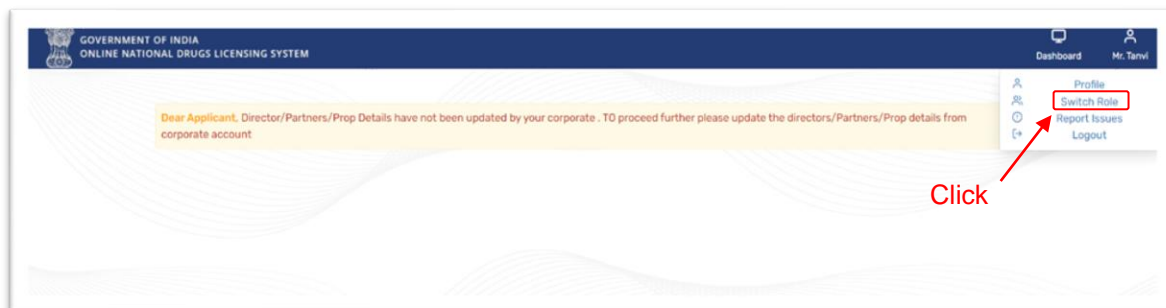 GOVERNMENT OF INDIA
ONLINE NATIONAL DRUGS LICENSING SYSTEM
Dashboard
Mr. Tanvi
Profile
Switch Role
Report Issues
Logout
Dear Applicant, Director/Partners/Prop Details have not been updated by your corporate . TO proceed further please update the directors/Partners/Prop details from
corporate account
Click